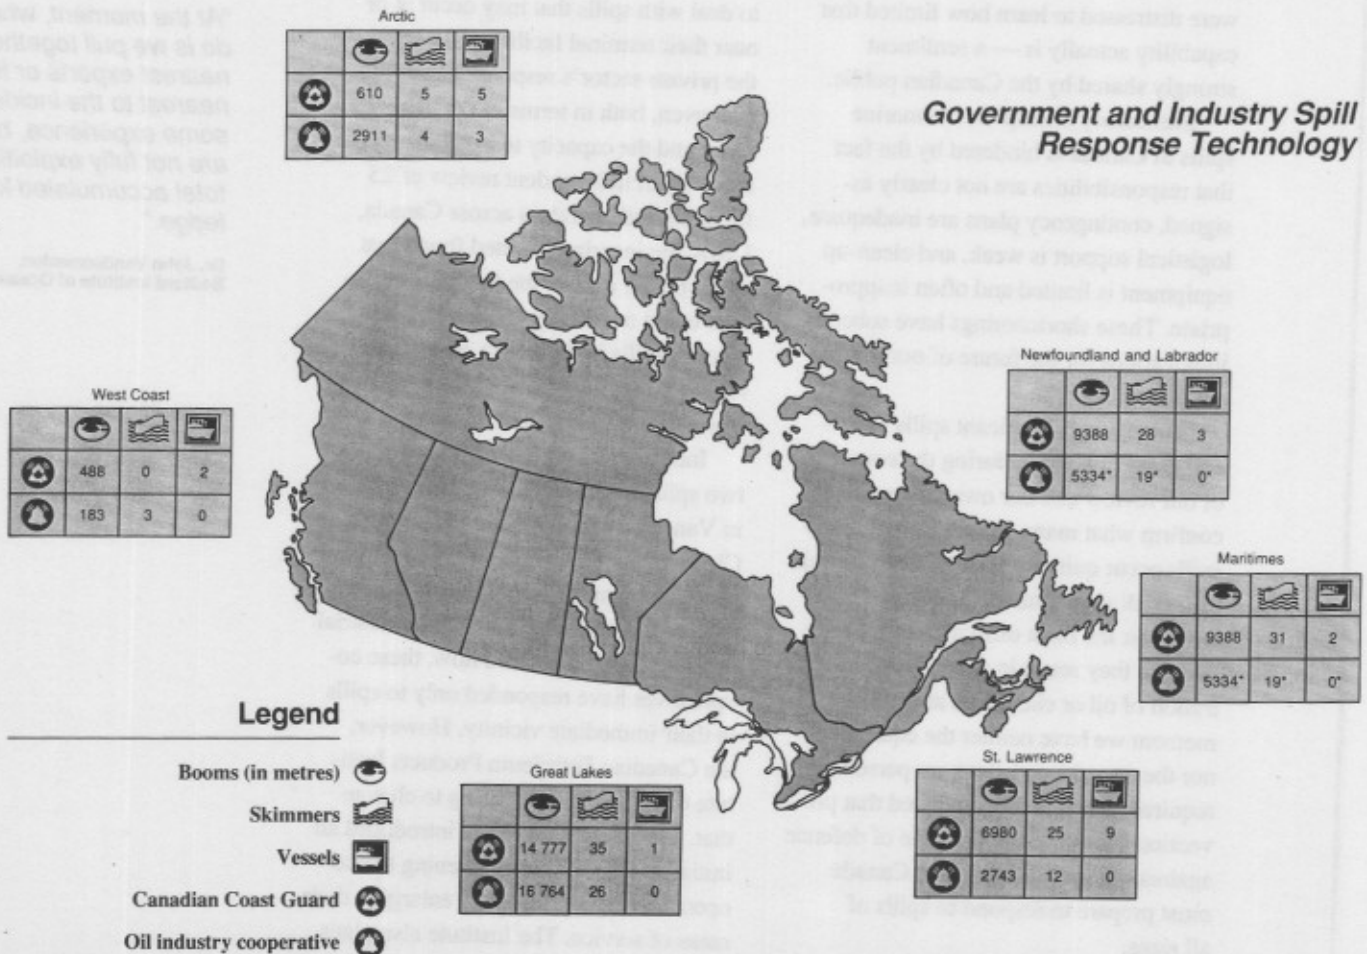 Arctic
610 5 5
2911 4 3
Government and Industry Spill
Response Technology
Newfoundland and Labrador
9388 28 3
5334* 19* 0*
West Coast
488 0 2
183 3 0
Maritimes
9388 31 2
5334* 19* 0*
Legend
Booms (in metres)
Skimmers
Vessels
Canadian Coast Guard
Oil industry cooperative
Great Lakes
14 777 35 1
16 764 26 0
St. Lawrence
6980 25 9
2743 12 0